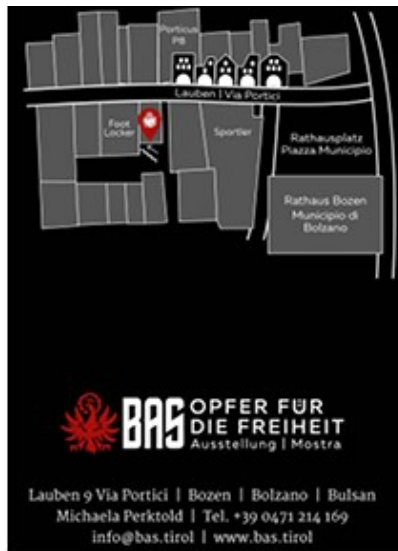 Porticus
PB
Lauben | Via Portici
Foot
Locker
Sportler
Rathausplatz
Piazza Municipio
Rathaus Bozen
Municipio di
Bolzano
BAS OPFER FÜR
DIE FREIHEIT
Ausstellung | Mostra
Lauben 9 Via Portici | Bozen | Bolzano | Bulsan
Michaela Perktold | Tel. +39 0471 214 169
info@bas.tirol | www.bas.tirol